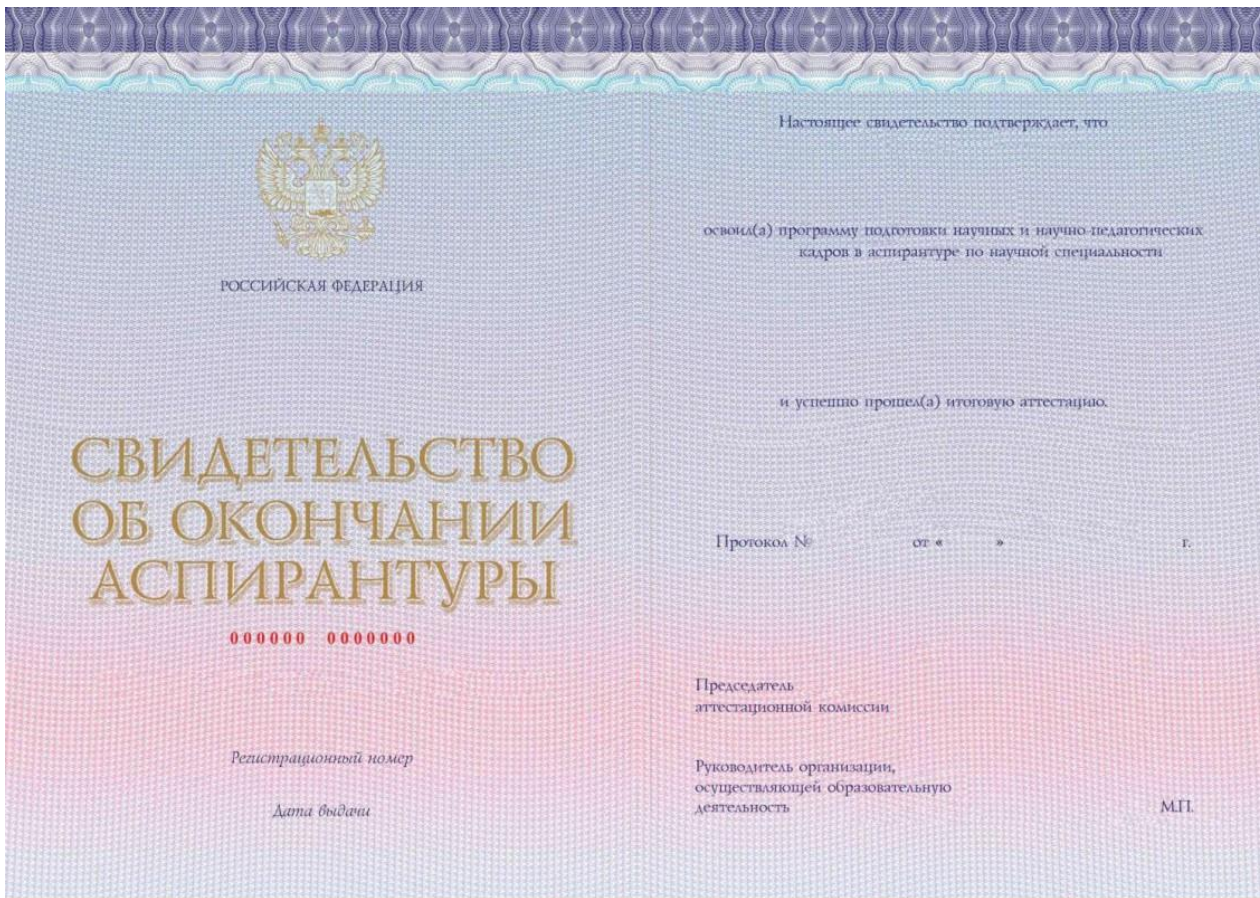 РОССИЙСКАЯ ФЕДЕРАЦИЯ
СВИДЕТЕЛЬСТВО
ОБ ОКОНЧАНИИ
АСПИРАНТУРЫ
000000 0000000
Регистрационный номер
Дата выдачи
Настоящее свидетельство подтверждает, что
освоил(а) программу подготовки научных и научно-педагогических
кадров в аспирантуре по научной специальности
и успешно прошел(а) итоговую аттестацию.
Протокол № от « » г.
Председатель
аттестационной комиссии
Руководитель организации,
осуществляющей образовательную
деятельность М.П.